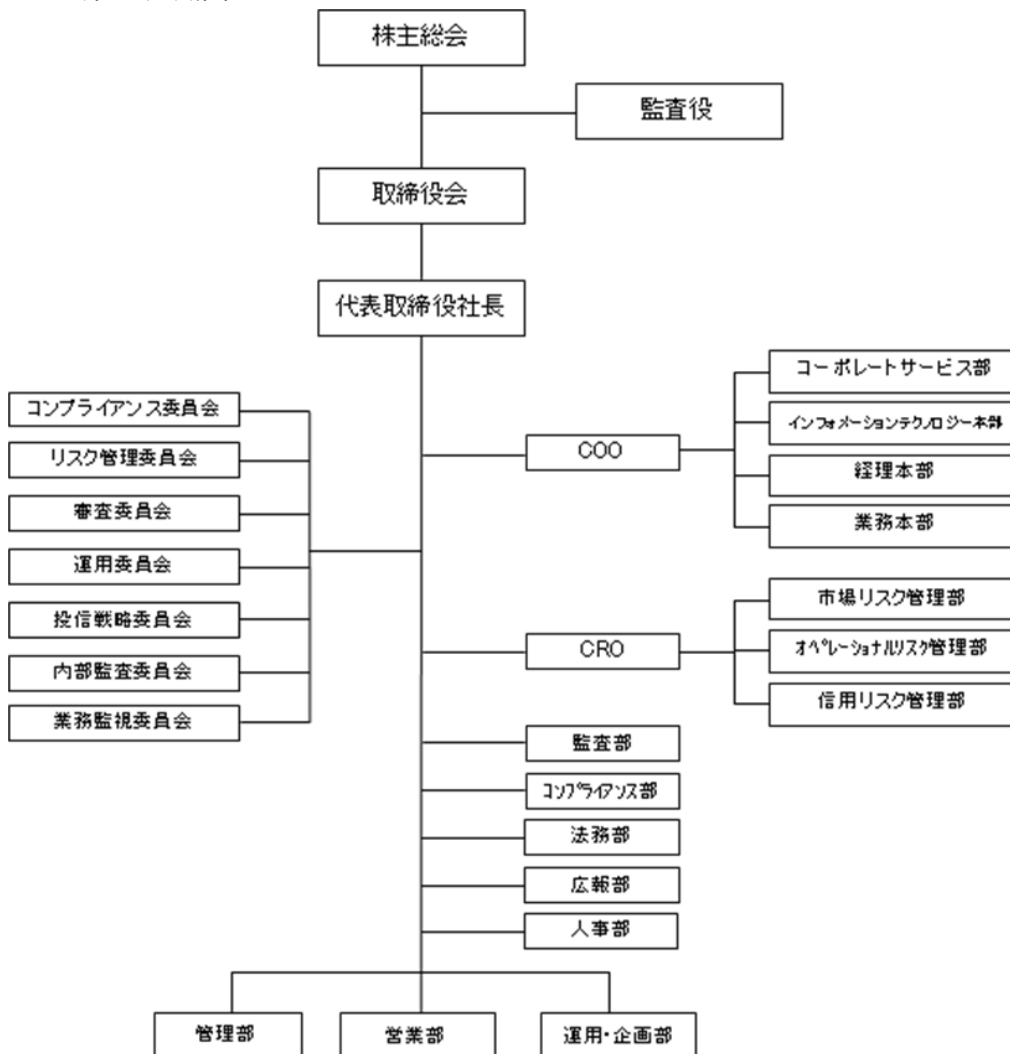 株主総会
監査役
取締役会
代表取締役社長
コンプライアンス委員会
リスク管理委員会
審査委員会
運用委員会
投信戦略委員会
内部監査委員会
業務監視委員会
COO
コーポレートサービス部
インフォメーションテクノロジー本部
経理本部
業務本部
CRO
市場リスク管理部
オペレーショナルリスク管理部
信用リスク管理部
監査部
コンプライアンス部
法務部
広報部
人事部
管理部
営業部
運用・企画部